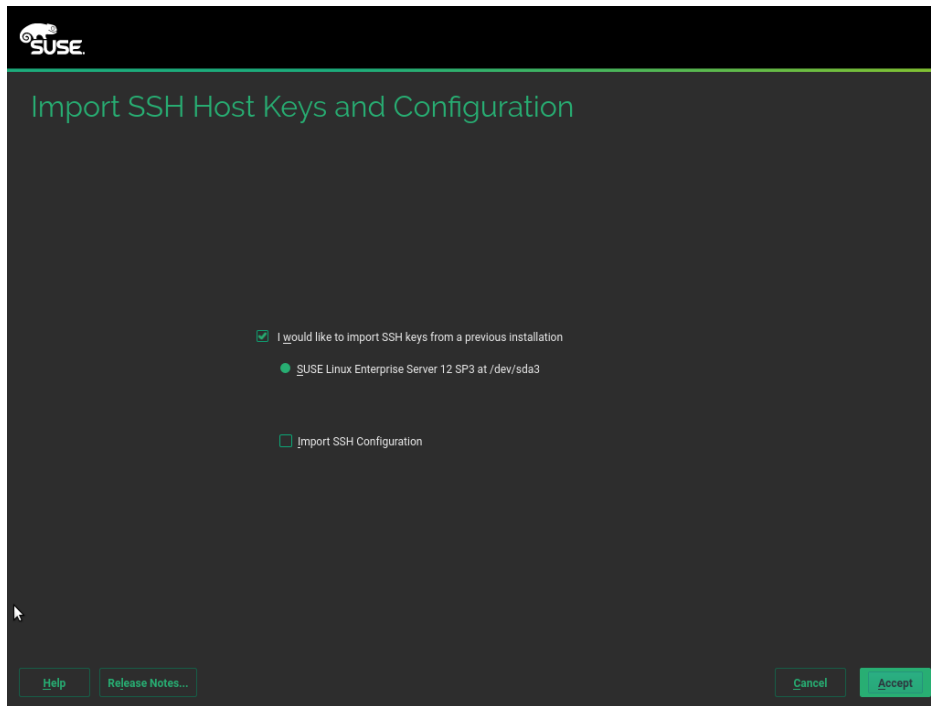 SUSE.
Import SSH Host Keys and Configuration
I would like to import SSH keys from a previous installation
SUSE Linux Enterprise Server 12 SP3 at /dev/sda3
Import SSH Configuration
Help Release Notes... Cancel Accept